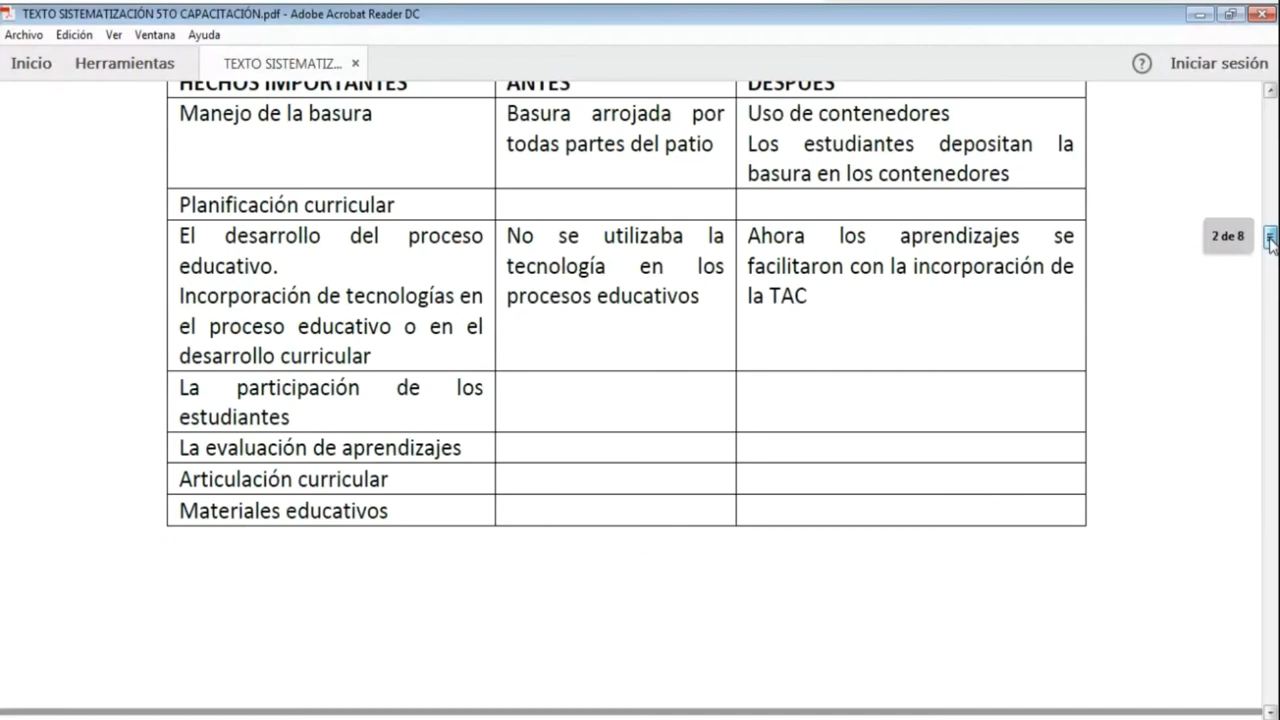 TEXTO SISTEMATIZACIÓN 5TO CAPACITACIÓN.pdf - Adobe Acrobat Reader DC
Archivo Edición Ver Ventana Ayuda
Inicio Herramientas TEXTO SISTEMATIZ... × ? Iniciar sesión
HECHOS IMPORTANTES ANTES DESPUÉS
Manejo de la basura
Basura arrojada por
todas partes del patio
Uso de contenedores
Los estudiantes depositan la
basura en los contenedores
Planificación curricular
El desarrollo del proceso
educativo.
Incorporación de tecnologías en
el proceso educativo o en el
desarrollo curricular
No se utilizaba la
tecnología en los
procesos educativos
Ahora los aprendizajes se
facilitaron con la incorporación de
la TAC
2 de 8
La participación de los
estudiantes
La evaluación de aprendizajes
Articulación curricular
Materiales educativos